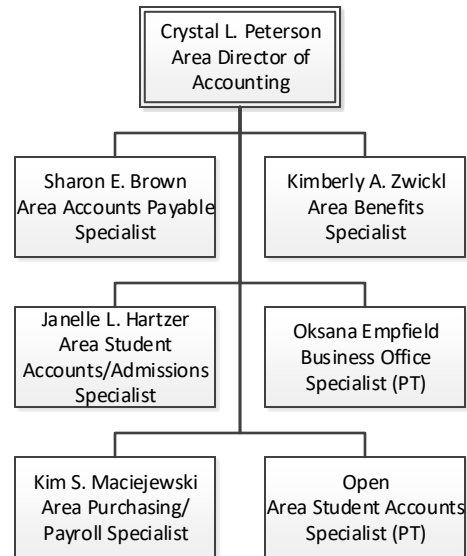 Crystal L. Peterson
Area Director of
Accounting
Sharon E. Brown
Area Accounts Payable
Specialist
Kimberly A. Zwickl
Area Benefits
Specialist
Janelle L. Hartzer
Area Student
Accounts/Admissions
Specialist
Oksana Empfield
Business Office
Specialist (PT)
Kim S. Maciejewski
Area Purchasing/
Payroll Specialist
Open
Area Student Accounts
Specialist (PT)